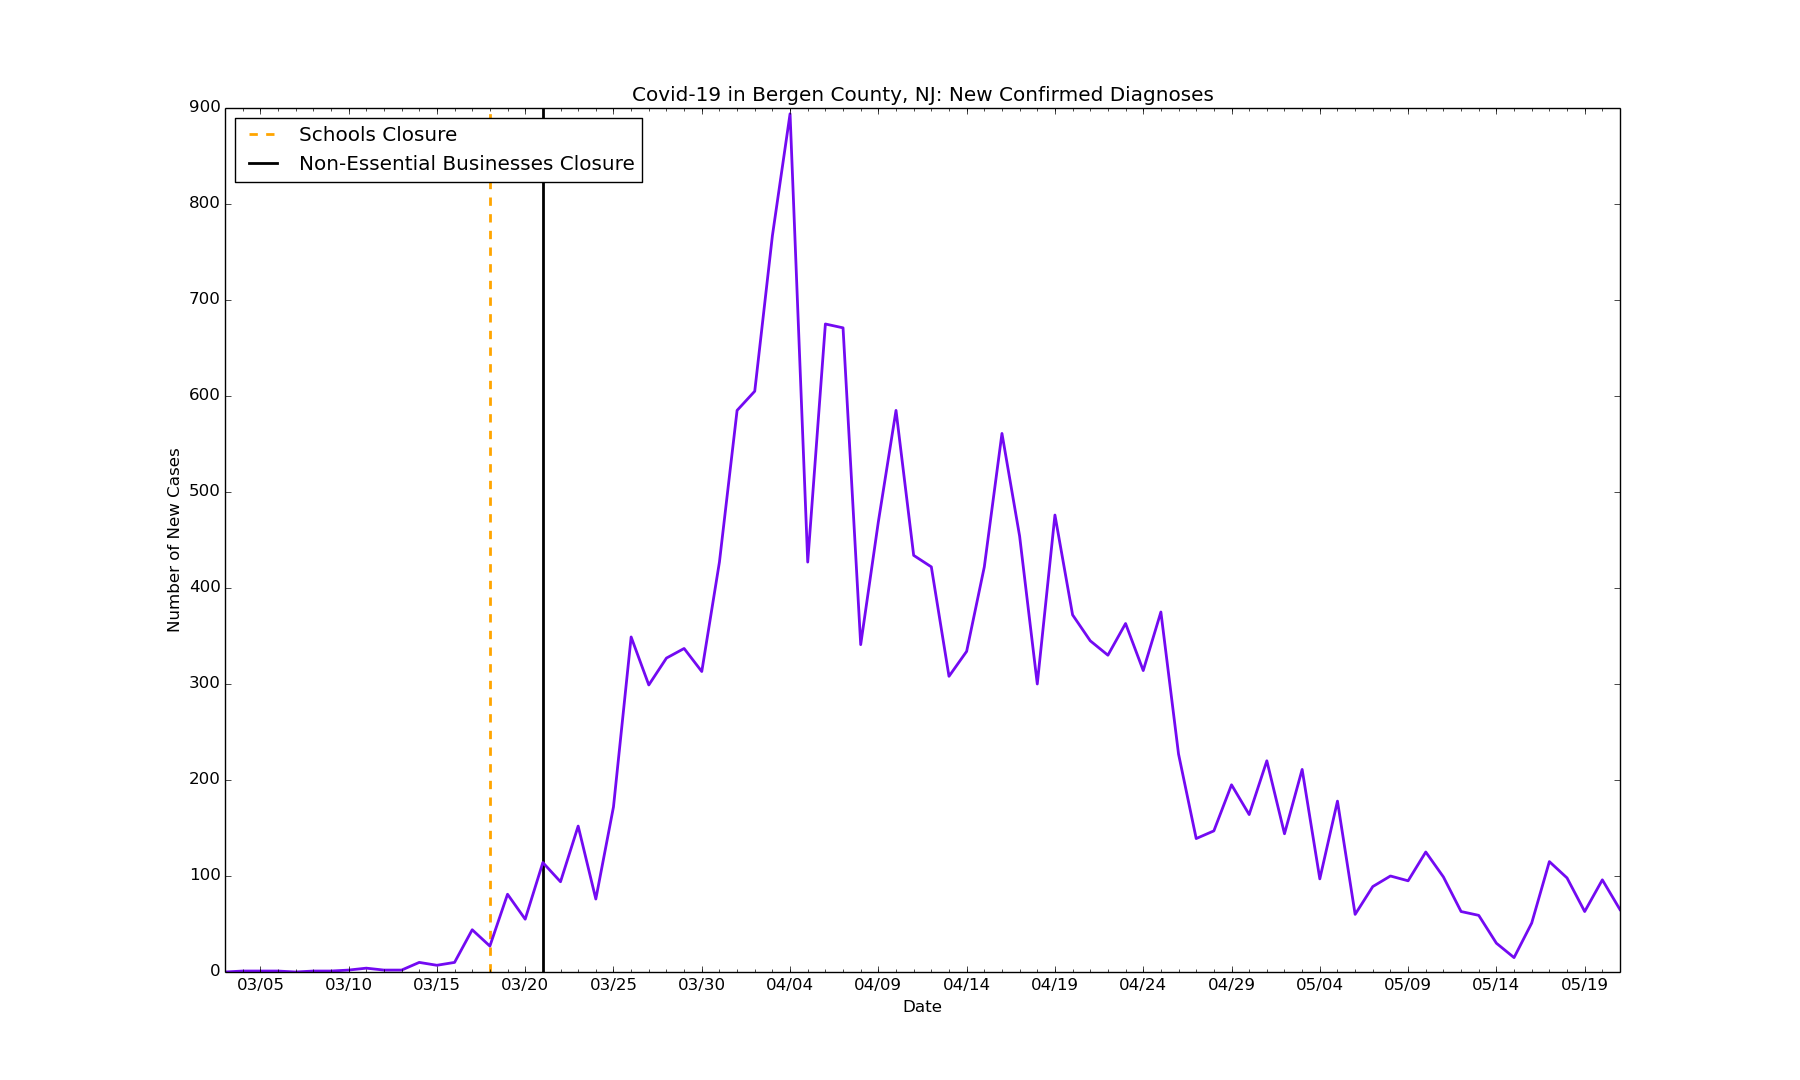 Covid-19 in Bergen County, NJ: New Confirmed Diagnoses
Schools Closure
Non-Essential Businesses Closure
900
800
700
600
500
400
300
200
100
0
Number of New Cases
03/05 03/10 03/15 03/20 03/25 03/30 04/04 04/09 04/14 04/19 04/24 04/29 05/04 05/09 05/14 05/19
Date